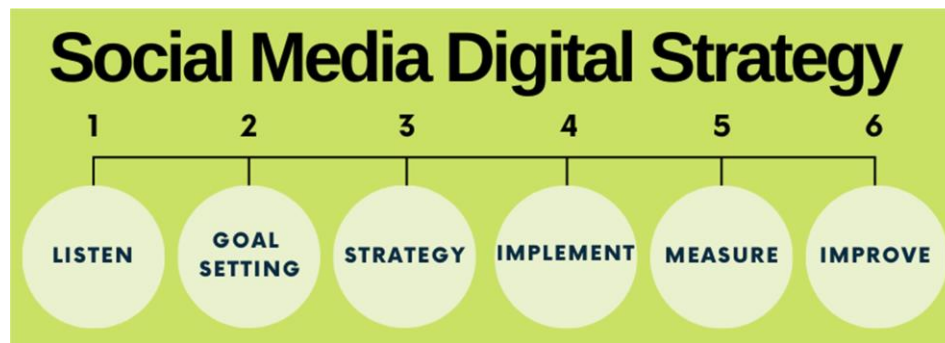 Social Media Digital Strategy
1 2 3 4 5 6
LISTEN
GOAL
SETTING
STRATEGY
IMPLEMENT
MEASURE
IMPROVE